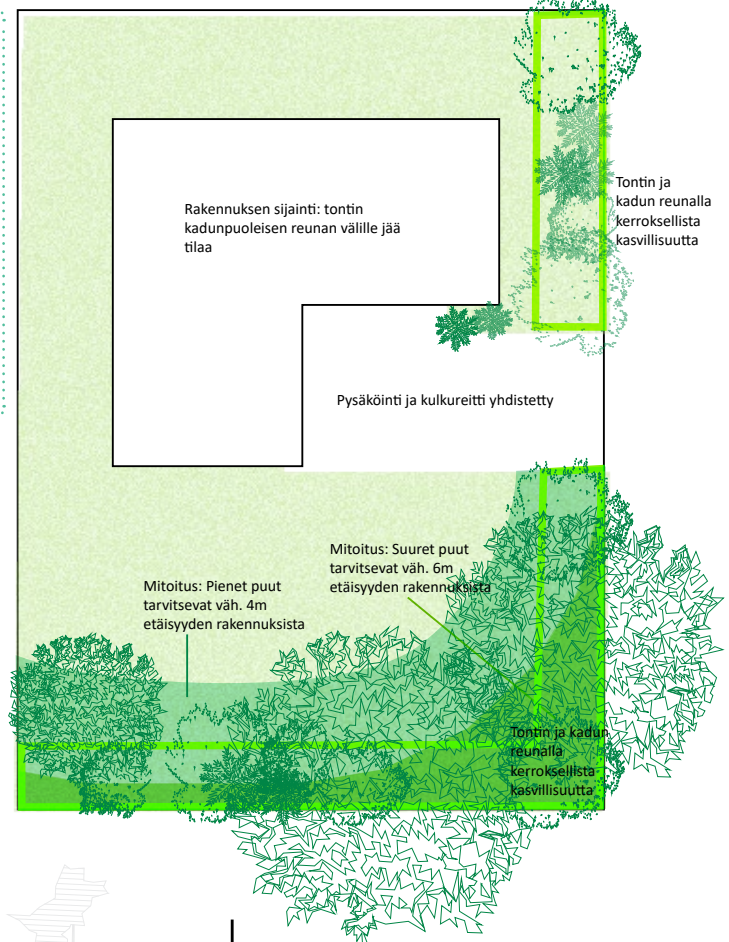 Rakennuksen sijainti: tontin
kadunpuoleisen reunan välille jää
tilaa
Tontin ja
kadun reunalla
kerroksellista
kasvillisuutta
Pysäköinti ja kulkureitti yhdistetty
Mitoitus: Suuret puut
tarvitsevat väh. 6m
etäisyyden rakennuksista
Mitoitus: Pienet puut
tarvitsevat väh. 4m
etäisyyden rakennuksista
Tontin ja kadun
reunalla
kerroksellista
kasvillisuutta